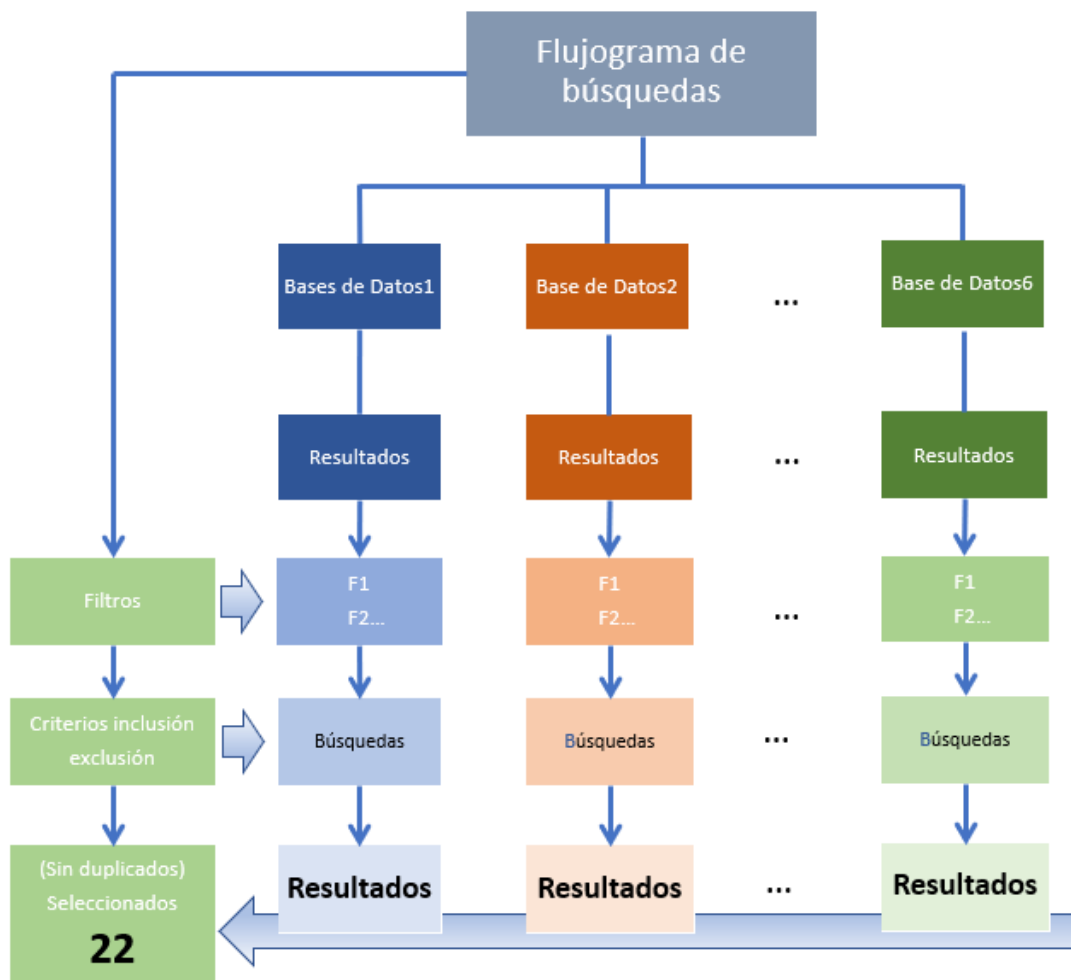 Flujograma de
búsquedas
Bases de Datos1
Base de Datos2
...
Base de Datos6
Resultados
Resultados
...
Resultados
Filtros
F1
F2...
F1
F2...
...
F1
F2...
Criterios inclusión
exclusión
Búsquedas
Búsquedas
...
Búsquedas
(Sin duplicados)
Seleccionados
22
Resultados
Resultados
...
Resultados